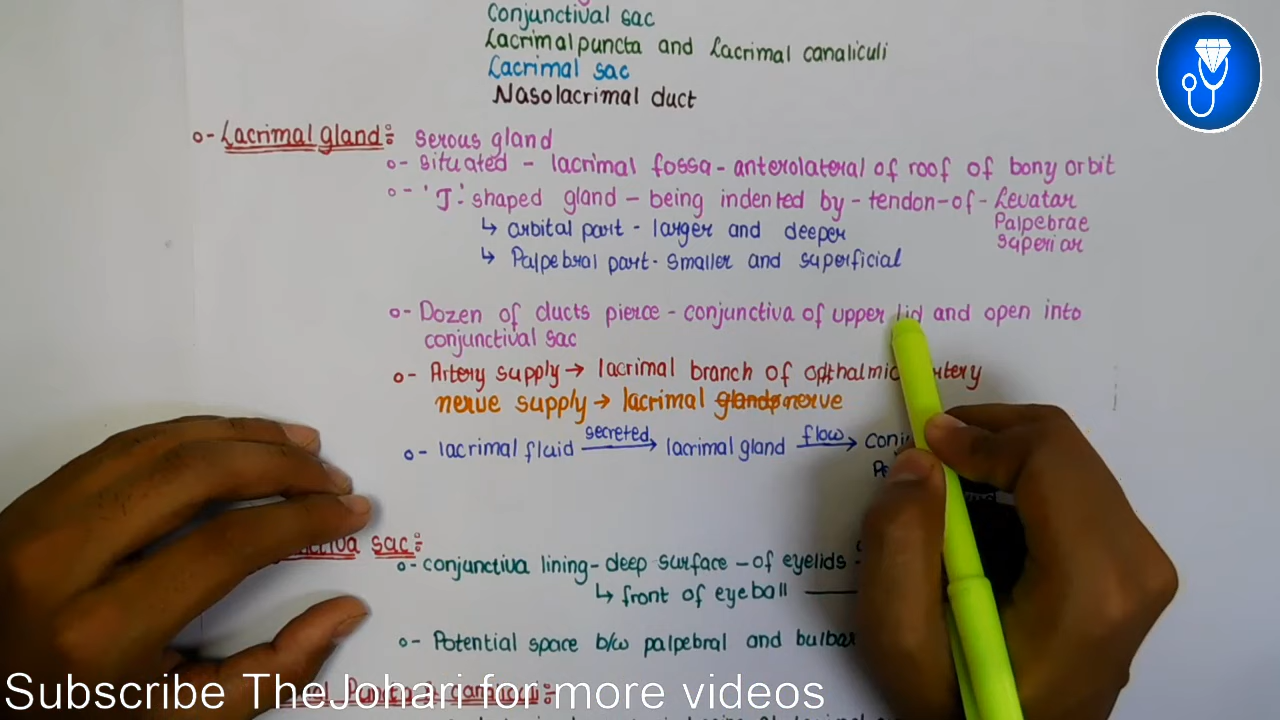 Conjunctival sac
Lacrimal puncta and Lacrimal canaliculi
Lacrimal sac
Nasolacrimal duct
o- Lacrimal gland:- serous gland
o- situated - lacrimal fossa - anterolateral of roof of bony orbit
o- 'J' shaped gland - being indented by - tendon-of - Levatar
Palpebrae
superiar
↳ orbital part - larger and deeper
↳ Palpebral part - smaller and superficial
o- Dozen of ducts pierce - conjunctiva of upper lid and open into
conjunctival sac
o- Artery supply → lacrimal branch of opthalmic
nerve supply → lacrimal glands nerve
o- lacrimal fluid secreted → lacrimal gland flow →
sac:-
o- conjunctiva lining - deep surface - of eyelids -
↳ front of eyeball
o- Potential space b/w palpebral and
Subscribe TheJohari for more videos